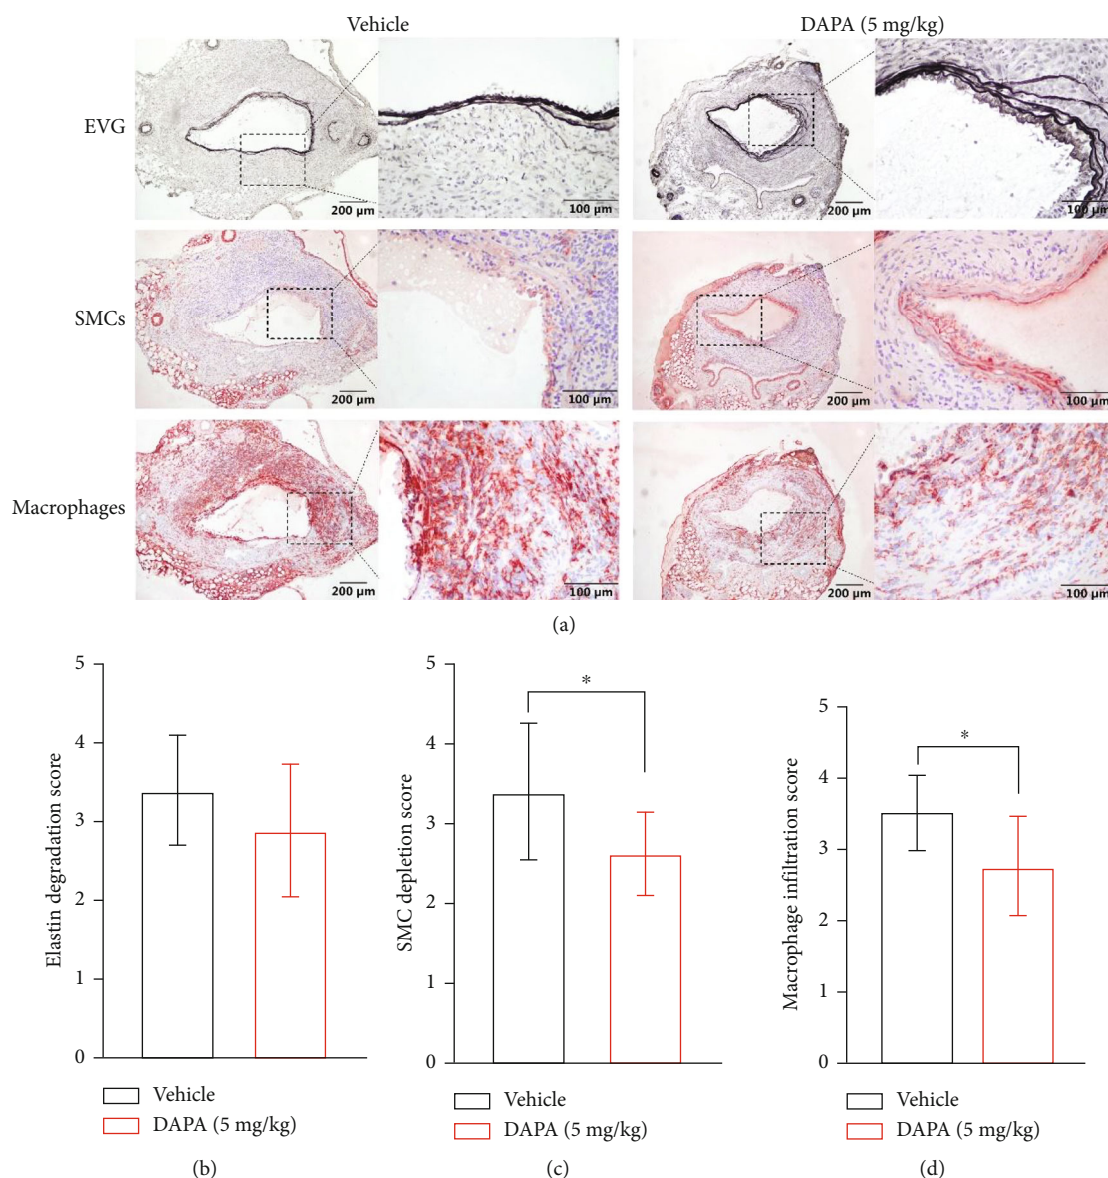 Vehicle
DAPA (5 mg/kg)
EVG
200 µm
100 µm
200 µm
100 µm
SMCs
200 µm
100 µm
200 µm
100 µm
Macrophages
200 µm
100 µm
200 µm
100 µm
(a)
5
4
3
2
1
0
Elastin degradation score
Vehicle
DAPA (5 mg/kg)
(b)
5
4
3
2
1
0
SMC depletion score
*
Vehicle
DAPA (5 mg/kg)
(c)
5
4
3
2
1
0
Macrophage infiltration score
*
Vehicle
DAPA (5 mg/kg)
(d)